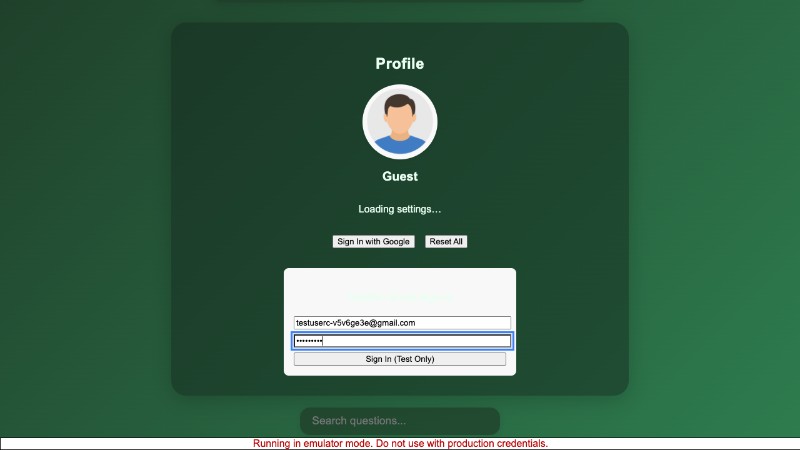 Profile
Guest
Loading settings...
Sign In with Google Reset All
testuserc-v5v6ge3e@gmail.com
•••••••••
Sign In (Test Only)
Search questions...
Running in emulator mode. Do not use with production credentials.